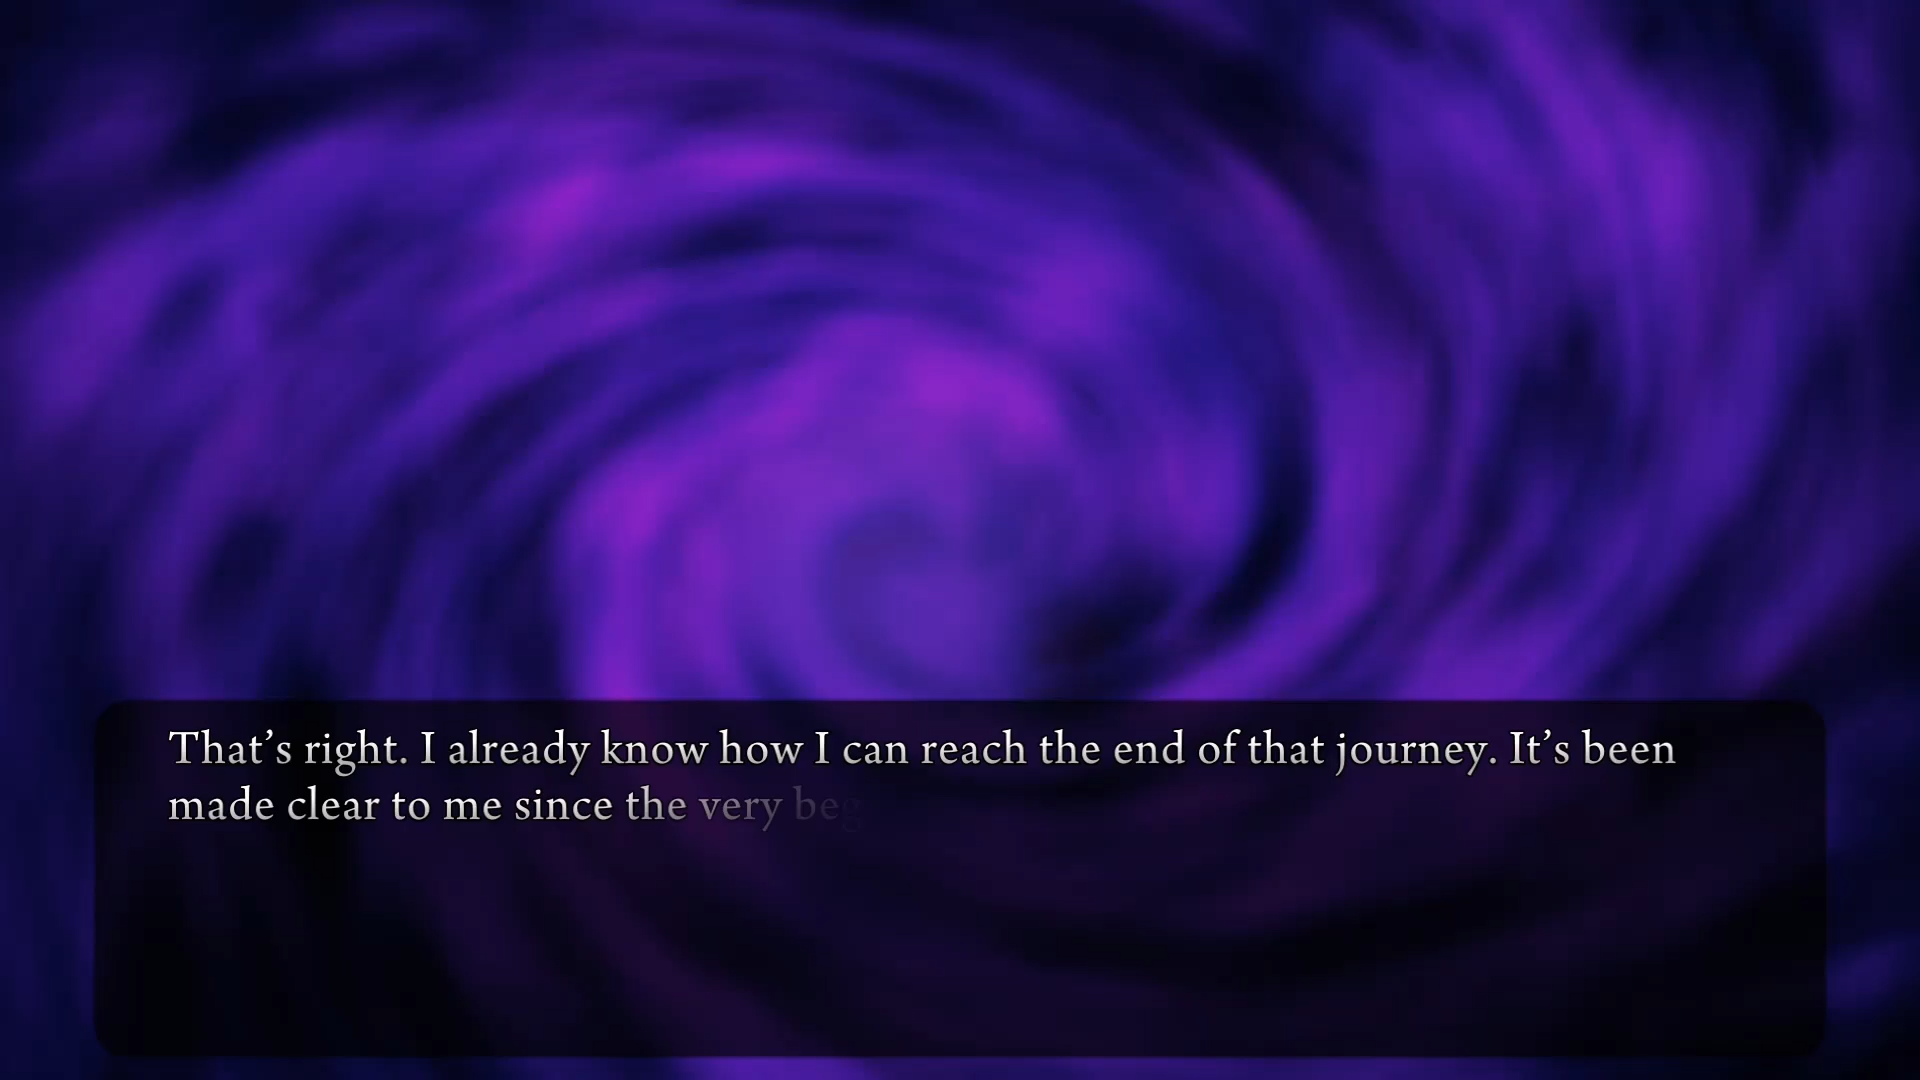 That’s right. I already know how I can reach the end of that journey. It’s been
made clear to me since the very beg